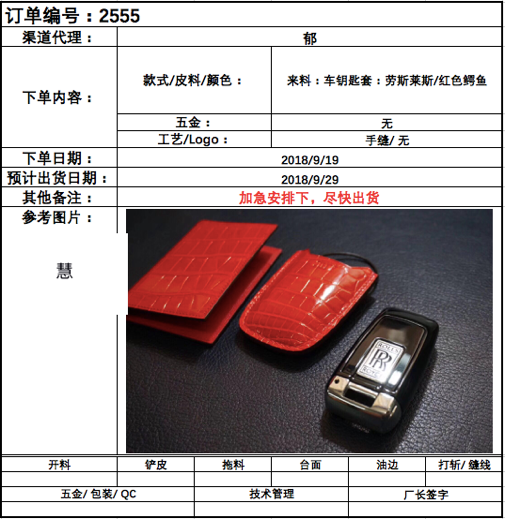 订单编号：2555
渠道代理： 郁
下单内容： 款式/皮料/颜色： 来料：车钥匙套：劳斯莱斯/红色鳄鱼
五金： 无
工艺/Logo： 手缝/ 无
下单日期： 2018/9/19
预计出货日期： 2018/9/29
其他备注： 加急安排下，尽快出货
参考图片：
慧
RR
开料 铲皮 拖料 台面 油边 打斩/ 缝线
五金/ 包装/ QC 技术管理 厂长签字